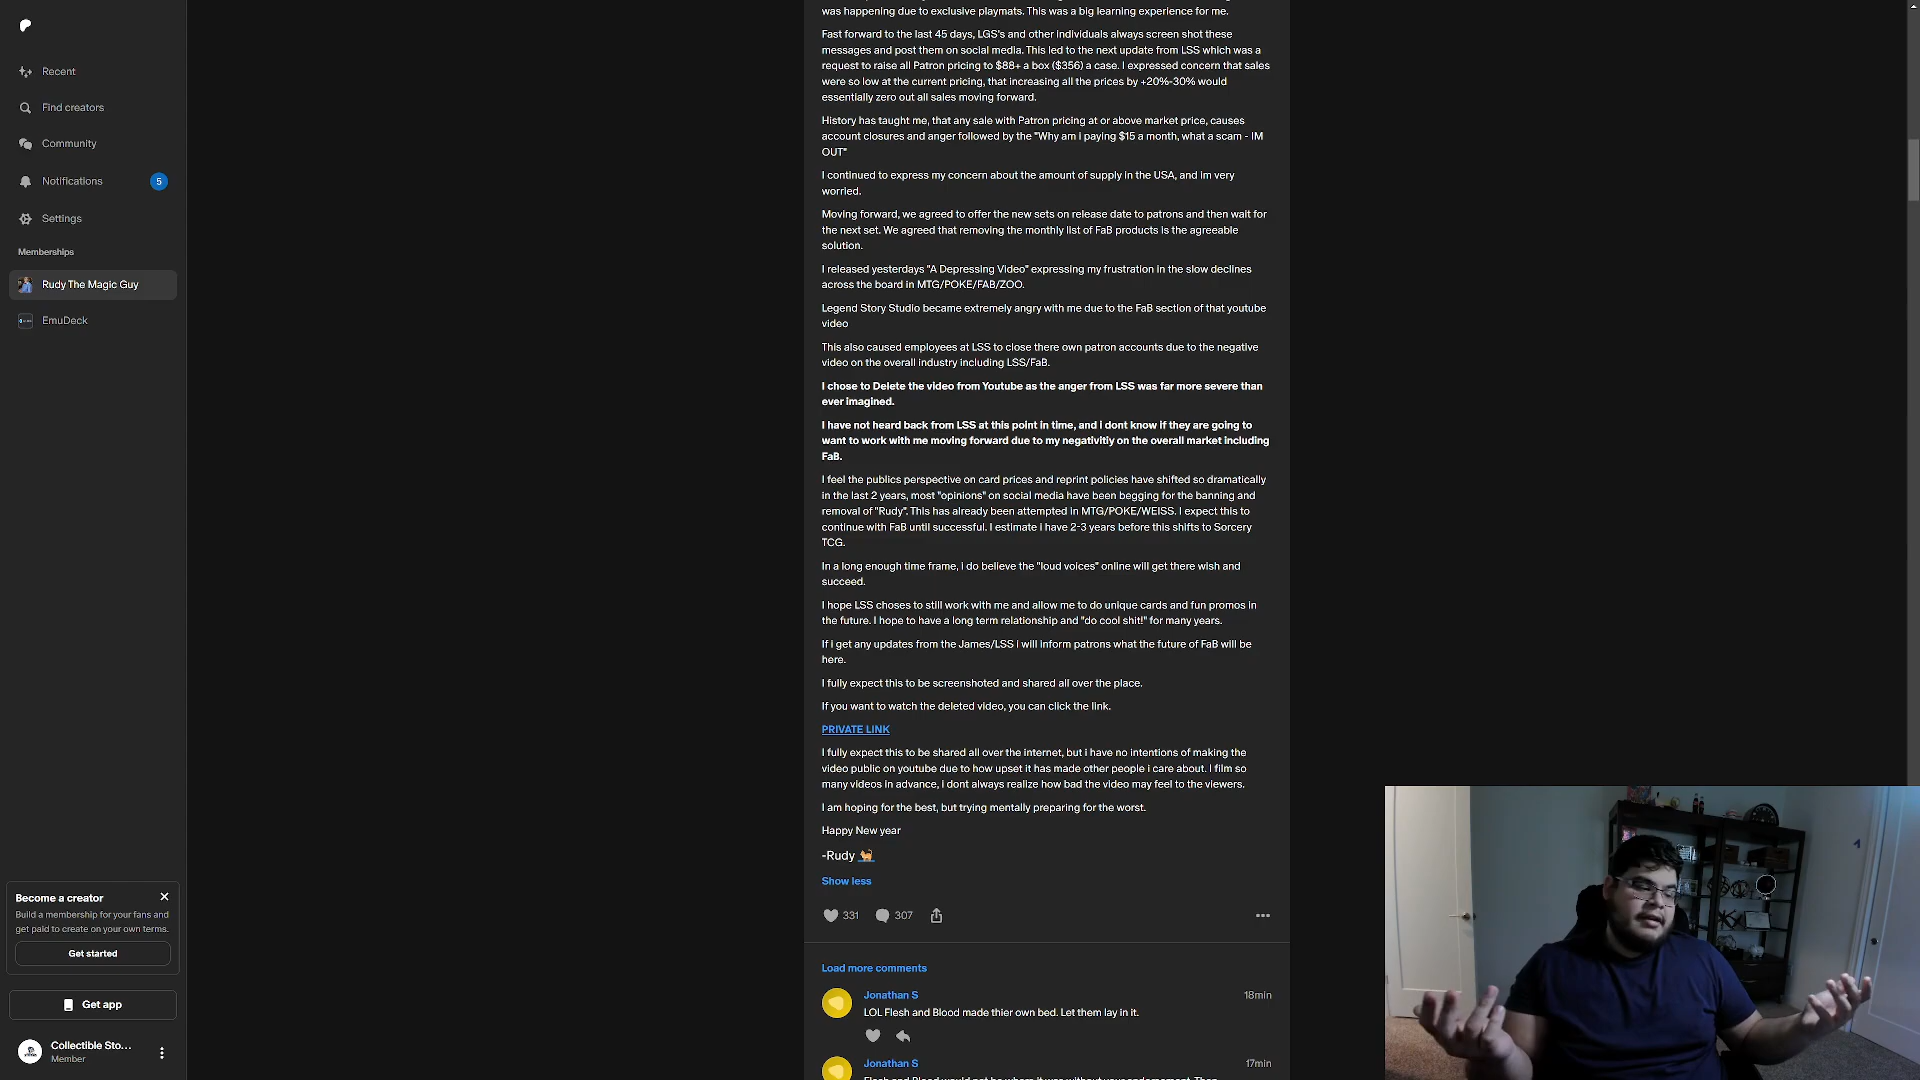 Recent
Find creators
Community
Notifications
5
Settings
Memberships
Rudy The Magic Guy
EmuDeck
Become a creator
Build a membership for your fans and
get paid to create on your own terms.
Get started
Get app
Collectible Sto...
Member
was happening due to exclusive playmats. This was a big learning experience for me.
Fast forward to the last 45 days, LGS's and other individuals always screen shot these
messages and post them on social media. This led to the next update from LSS which was a
request to raise all Patron pricing to $88+ a box ($356) a case. I expressed concern that sales
were so low at the current pricing, that increasing all the prices by +20%-30% would
essentially zero out all sales moving forward.
History has taught me, that any sale with Patron pricing at or above market price, causes
account closures and anger followed by the "Why am i paying $15 a month, what a scam - IM
OUT"
I continued to express my concern about the amount of supply in the USA, and im very
worried.
Moving forward, we agreed to offer the new sets on release date to patrons and then wait for
the next set. We agreed that removing the monthly list of FaB products is the agreeable
solution.
I released yesterdays "A Depressing Video" expressing my frustration in the slow declines
across the board in MTG/POKE/FAB/ZOO.
Legend Story Studio became extremely angry with me due to the FaB section of that youtube
video
This also caused employees at LSS to close there own patron accounts due to the negative
video on the overall industry including LSS/FaB.
I chose to Delete the video from Youtube as the anger from LSS was far more severe than
ever imagined.
I have not heard back from LSS at this point in time, and i dont know if they are going to
want to work with me moving forward due to my negativitiy on the overall market including
FaB.
I feel the publics perspective on card prices and reprint policies have shifted so dramatically
in the last 2 years, most "opinions" on social media have been begging for the banning and
removal of "Rudy". This has already been attempted in MTG/POKE/WEISS. I expect this to
continue with FaB until successful. I estimate i have 2-3 years before this shifts to Sorcery
TCG.
In a long enough time frame, i do believe the "loud voices" online will get there wish and
succeed.
I hope LSS choses to still work with me and allow me to do unique cards and fun promos in
the future. I hope to have a long term relationship and "do cool shit!" for many years.
If i get any updates from the James/LSS I will inform patrons what the future of FaB will be
here.
I fully expect this to be screenshoted and shared all over the place.
If you want to watch the deleted video, you can click the link.
PRIVATE LINK
I fully expect this to be shared all over the internet, but i have no intentions of making the
video public on youtube due to how upset it has made other people i care about. I film so
many videos in advance, I dont always realize how bad the video may feel to the viewers.
I am hoping for the best, but trying mentally preparing for the worst.
Happy New year
-Rudy
Show less
331
307
Load more comments
Jonathan S
18min
LOL Flesh and Blood made thier own bed. Let them lay in it.
Jonathan S
17min